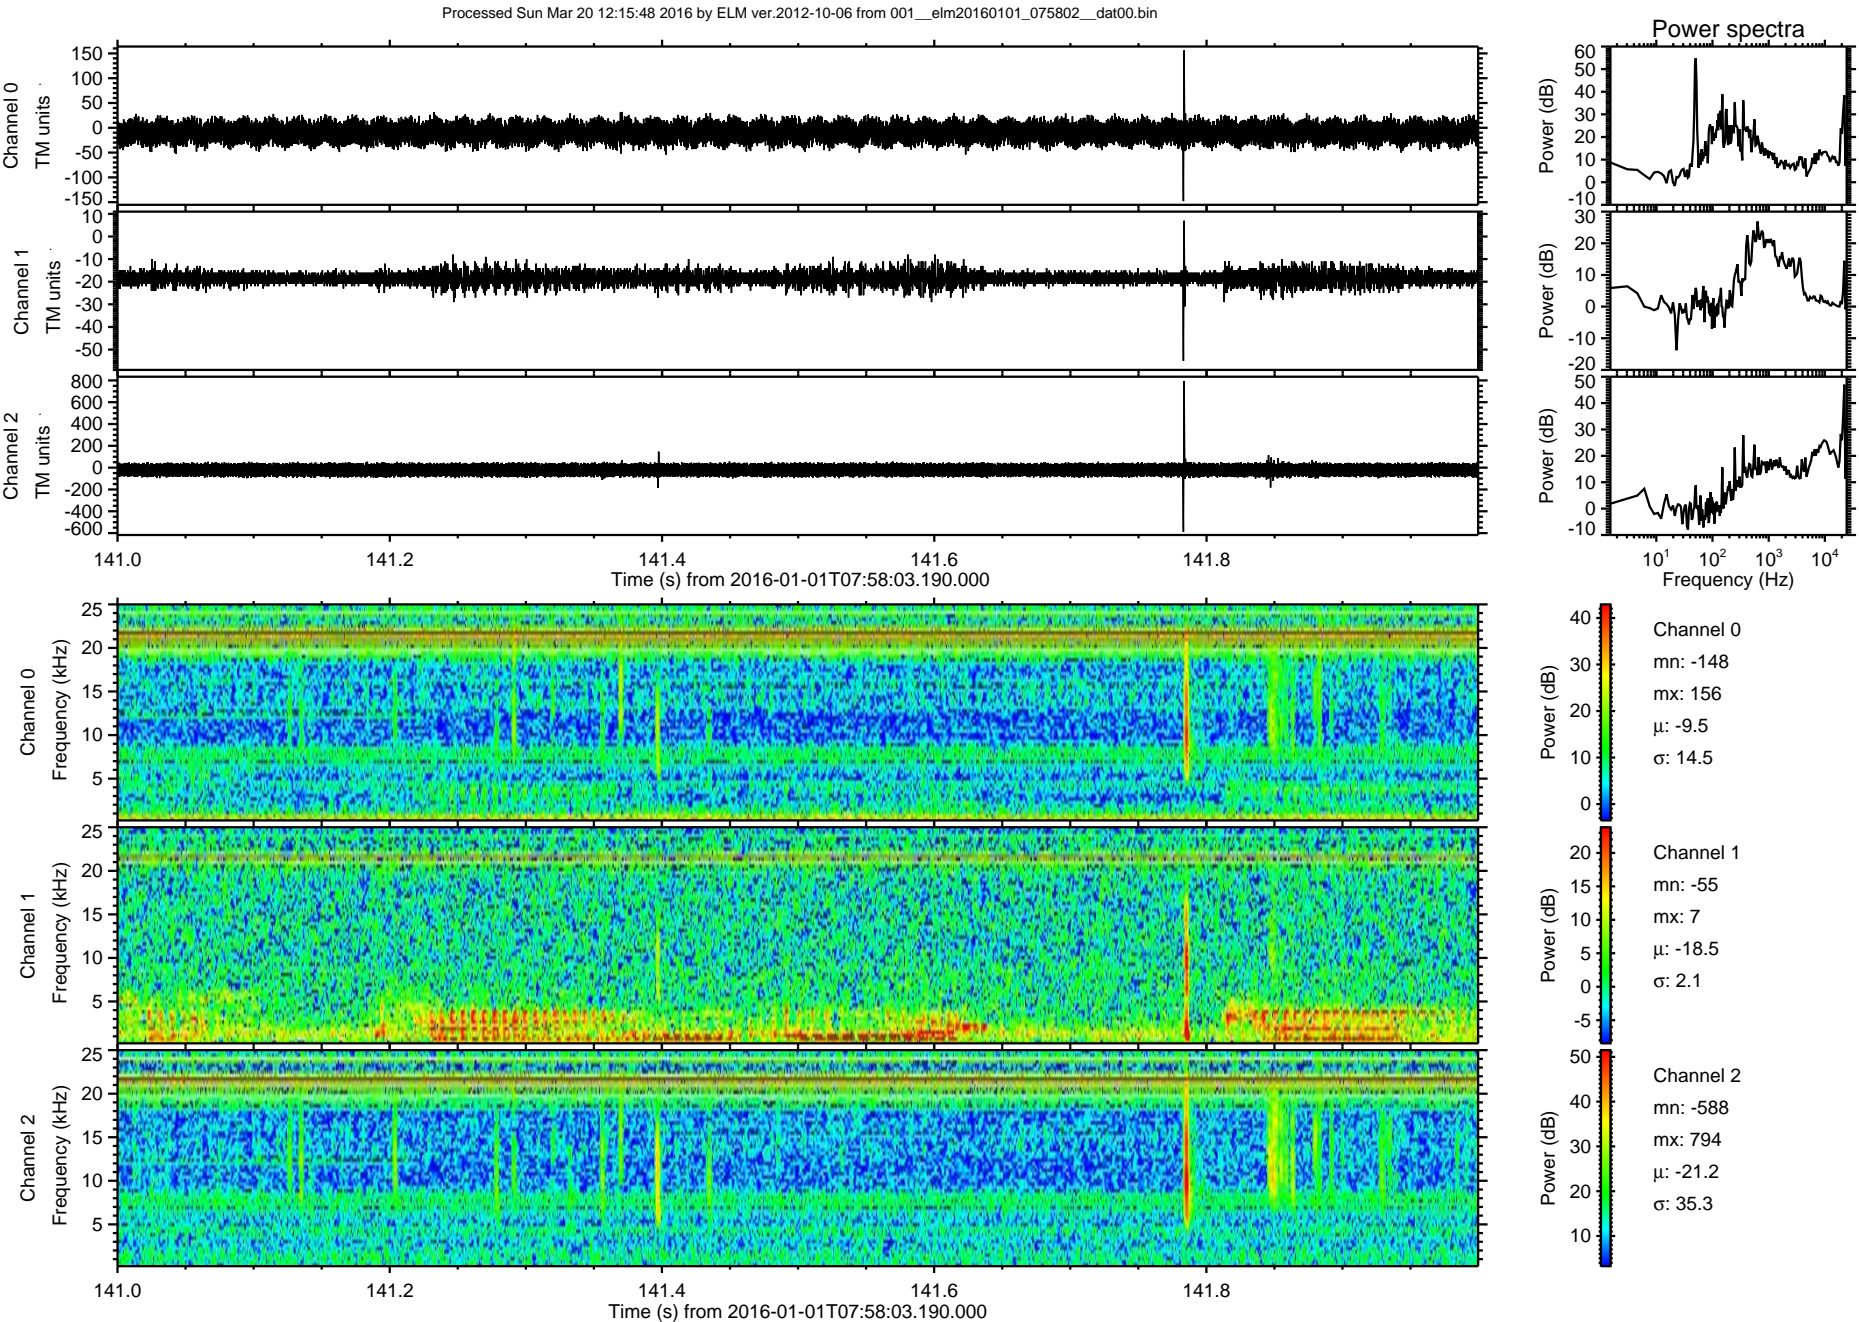 Processed Sun Mar 20 12:15:48 2016 by ELM ver.2012-10-06 from 001__elm20160101_075802__dat00.bin
Power spectra
Channel 0
TM units
150
100
50
0
-50
-100
-150
Power (dB)
60
50
40
30
20
10
0
-10
Channel 1
TM units
10
0
-10
-20
-30
-40
-50
Power (dB)
30
20
10
0
-10
-20
Channel 2
TM units
800
600
400
200
0
-200
-400
-600
Power (dB)
50
40
30
20
10
0
-10
141.0 141.2 141.4 141.6 141.8
Time (s) from 2016-01-01T07:58:03.190.000
10^1 10^2 10^3 10^4
Frequency (Hz)
Channel 0
Frequency (kHz)
25
20
15
10
5
Power (dB)
40
30
20
10
0
Channel 0
mn: -148
mx: 156
μ: -9.5
σ: 14.5
Channel 1
Frequency (kHz)
25
20
15
10
5
Power (dB)
20
15
10
5
0
-5
Channel 1
mn: -55
mx: 7
μ: -18.5
σ: 2.1
Channel 2
Frequency (kHz)
25
20
15
10
5
Power (dB)
50
40
30
20
10
Channel 2
mn: -588
mx: 794
μ: -21.2
σ: 35.3
141.0 141.2 141.4 141.6 141.8
Time (s) from 2016-01-01T07:58:03.190.000